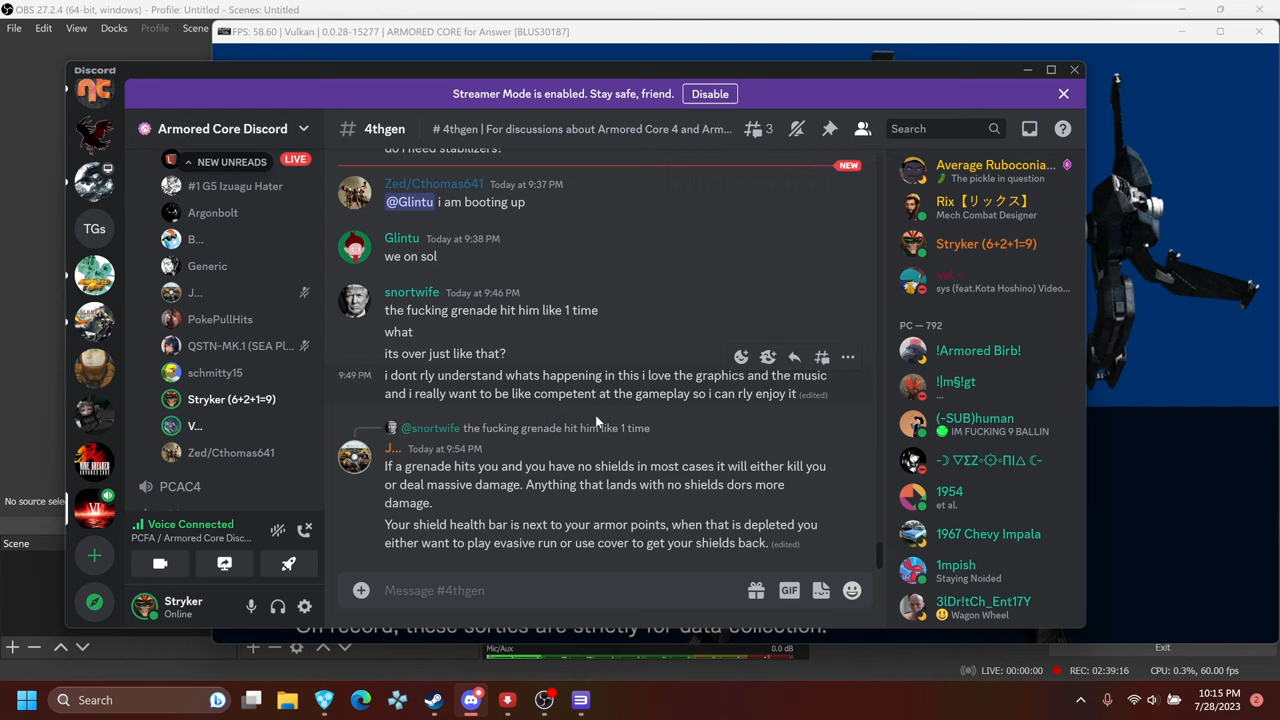 OBS 27.2.4 (64-bit, windows) - Profile: Untitled - Scenes: Untitled
File Edit View Docks Profile Scene
FPS: 58.60 | Vulkan | 0.0.28-15277 | ARMORED CORE for Answer [BLUS30187]
Discord
Streamer Mode is enabled. Stay safe, friend. Disable
Armored Core Discord
# 4thgen
# 4thgen | For discussions about Armored Core 4 and Arm...
3
Search
NEW UNREADS
LIVE
#1 G5 Izuagu Hater
Argonbolt
B...
Generic
J...
PokePullHits
QSTN-MK.1 (SEA Pl...
schmitty15
Stryker (6+2+1=9)
V...
Zed/Cthomas641
PCAC4
TGs
VI
Voice Connected
PCFA / Armored Core Disc...
Stryker
Online
do i need stabilizers?
NEW
Zed/Cthomas641 Today at 9:37 PM
@Glintu i am booting up
Glintu Today at 9:38 PM
we on sol
snortwife Today at 9:46 PM
the fucking grenade hit him like 1 time
what
its over just like that?
9:49 PM i dont rly understand whats happening in this i love the graphics and the music
and i really want to be like competent at the gameplay so i can rly enjoy it (edited)
@snortwife the fucking grenade hit him like 1 time
J... Today at 9:54 PM
If a grenade hits you and you have no shields in most cases it will either kill you
or deal massive damage. Anything that lands with no shields dors more
damage.
Your shield health bar is next to your armor points, when that is depleted you
either want to play evasive run or use cover to get your shields back. (edited)
Message #4thgen
GIF
Average Ruboconia...
The pickle in question
Rix【リックス】
Mech Combat Designer
Stryker (6+2+1=9)
sys (feat.Kota Hoshino) Video...
PC — 792
!Armored Birb!
!|m§!gt
...
(-SUB)human
IM FUCKING 9 BALLIN
1954
et al.
1967 Chevy Impala
1mpish
Staying Noided
3lDr!tCh_Ent17Y
Wagon Wheel
No source sele
Scene
On record, these sorties are strictly for data collection.
Mic/Aux
0.0 dB
Exit
LIVE: 00:00:00 REC: 02:39:16 CPU: 0.3%, 60.00 fps
Search
10:15 PM
7/28/2023
2